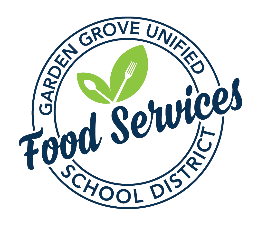 GARDEN GROVE UNIFIED
Food Services
SCHOOL DISTRICT